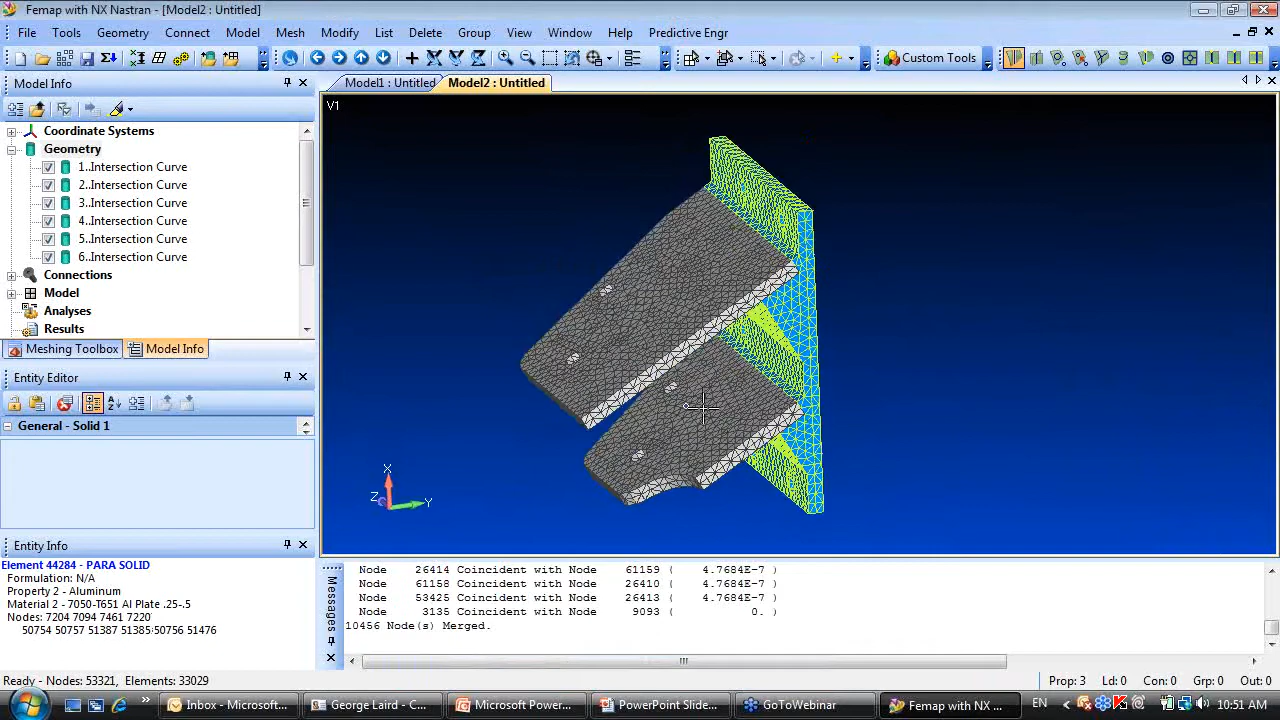 Femap with NX Nastran - [Model2 : Untitled]
File Tools Geometry Connect Model Mesh Modify List Delete Group View Window Help Predictive Engr
Custom Tools
Model Info
Model1 : Untitled Model2 : Untitled
V1
Coordinate Systems
Geometry
1..Intersection Curve
2..Intersection Curve
3..Intersection Curve
4..Intersection Curve
5..Intersection Curve
6..Intersection Curve
Connections
Model
Analyses
Results
Meshing Toolbox Model Info
Entity Editor
General - Solid 1
X
Z Y
Entity Info
Element 44284 - PARA SOLID
Formulation: N/A
Property 2 - Aluminum
Material 2 - 7050-T651 Al Plate .25-.5
Nodes: 7204 7094 7461 7220
50754 50757 51387 51385 50756 51476
Messages
Node 26414 Coincident with Node 61159 ( 4.7684E-7 )
Node 61158 Coincident with Node 26410 ( 4.7684E-7 )
Node 53425 Coincident with Node 26413 ( 4.7684E-7 )
Node 3135 Coincident with Node 9093 ( 0. )
10456 Node(s) Merged.
Ready - Nodes: 53321, Elements: 33029 Prop: 3 Ld: 0 Con: 0 Grp: 0 Out: 0
Inbox - Microsoft... George Laird - C... Microsoft Powe... PowerPoint Slide... GoToWebinar Femap with NX ... EN 10:51 AM